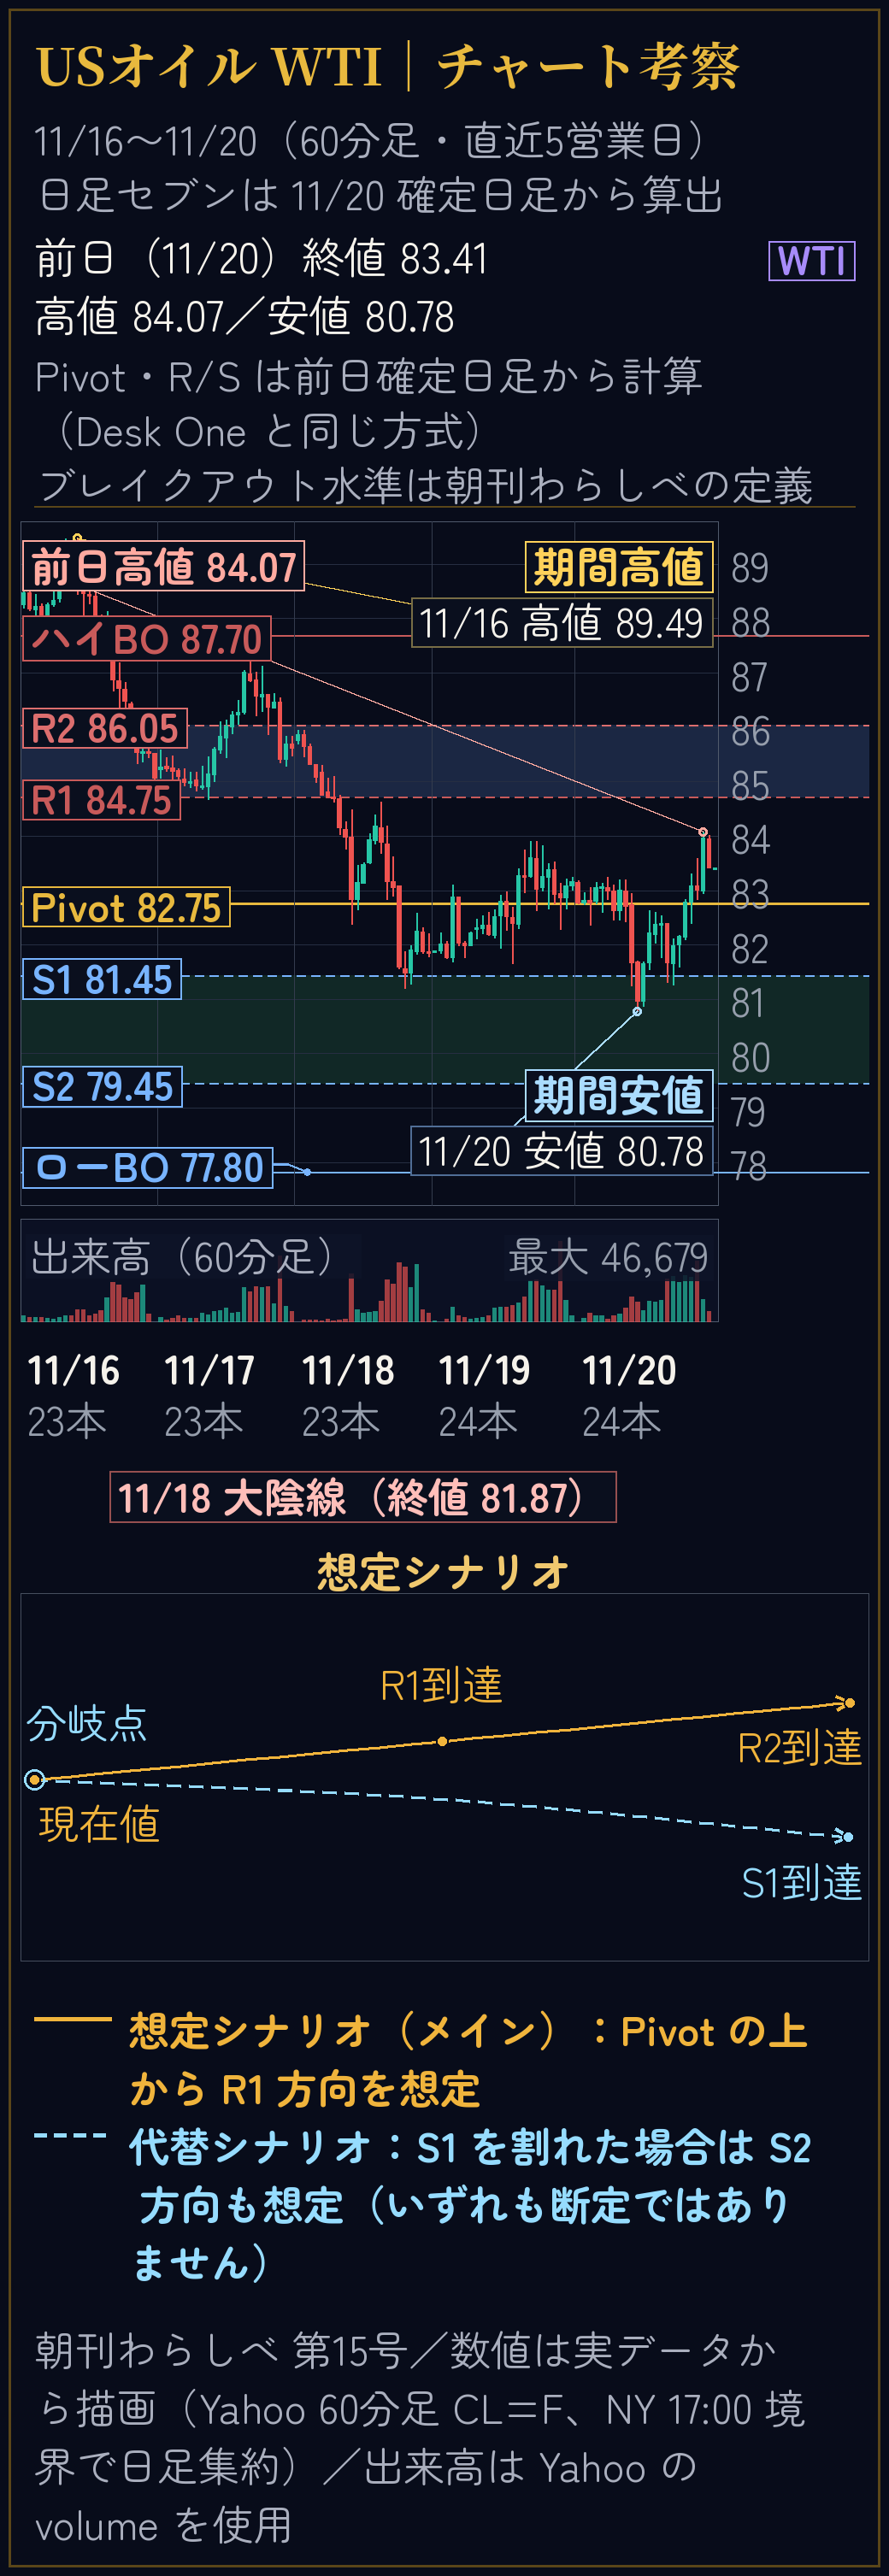 USオイル WTI｜チャート考察
11/16〜11/20（60分足・直近5営業日）
日足セブンは 11/20 確定日足から算出
前日（11/20）終値 83.41
WTI
高値 84.07／安値 80.78
Pivot・R/S は前日確定日足から計算
（Desk One と同じ方式）
ブレイクアウト水準は朝刊わらしべの定義
前日高値 84.07
期間高値
11/16 高値 89.49
ハイBO 87.70
R2 86.05
R1 84.75
Pivot 82.75
S1 81.45
S2 79.45
ローBO 77.80
期間安値
11/20 安値 80.78
89
88
87
86
85
84
83
82
81
80
79
78
出来高（60分足）
最大 46,679
11/16 11/17 11/18 11/19 11/20
23本 23本 23本 24本 24本
11/18 大陰線（終値 81.87）
想定シナリオ
R1到達
分岐点
R2到達
現在値
S1到達
想定シナリオ（メイン）：Pivot の上
から R1 方向を想定
代替シナリオ：S1 を割れた場合は S2
方向も想定（いずれも断定ではあり
ません）
朝刊わらしべ 第15号／数値は実データか
ら描画（Yahoo 60分足 CL=F、NY 17:00 境
界で日足集約）／出来高は Yahoo の
volume を使用